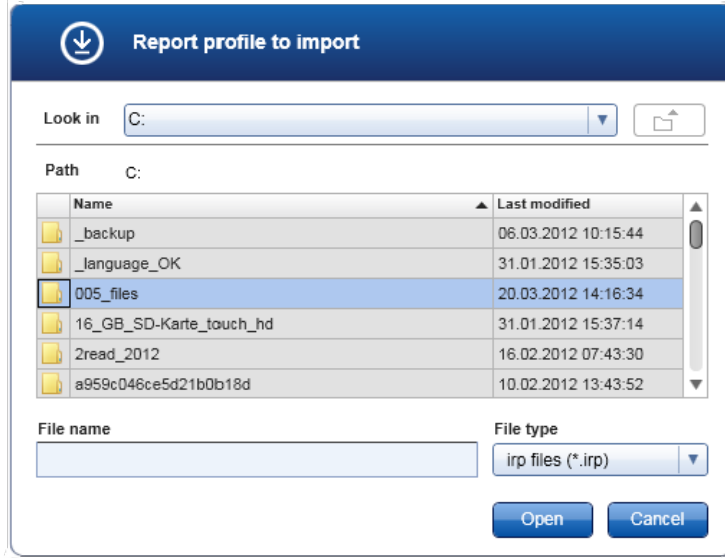 Report profile to import
Look in C:
Path C:
Name Last modified
_backup 06.03.2012 10:15:44
_language_OK 31.01.2012 15:35:03
005_files 20.03.2012 14:16:34
16_GB_SD-Karte_touch_hd 31.01.2012 15:37:14
2read_2012 16.02.2012 07:43:30
a959c046ce5d21b0b18d 10.02.2012 13:43:52
File name File type
irp files (*.irp)
Open Cancel